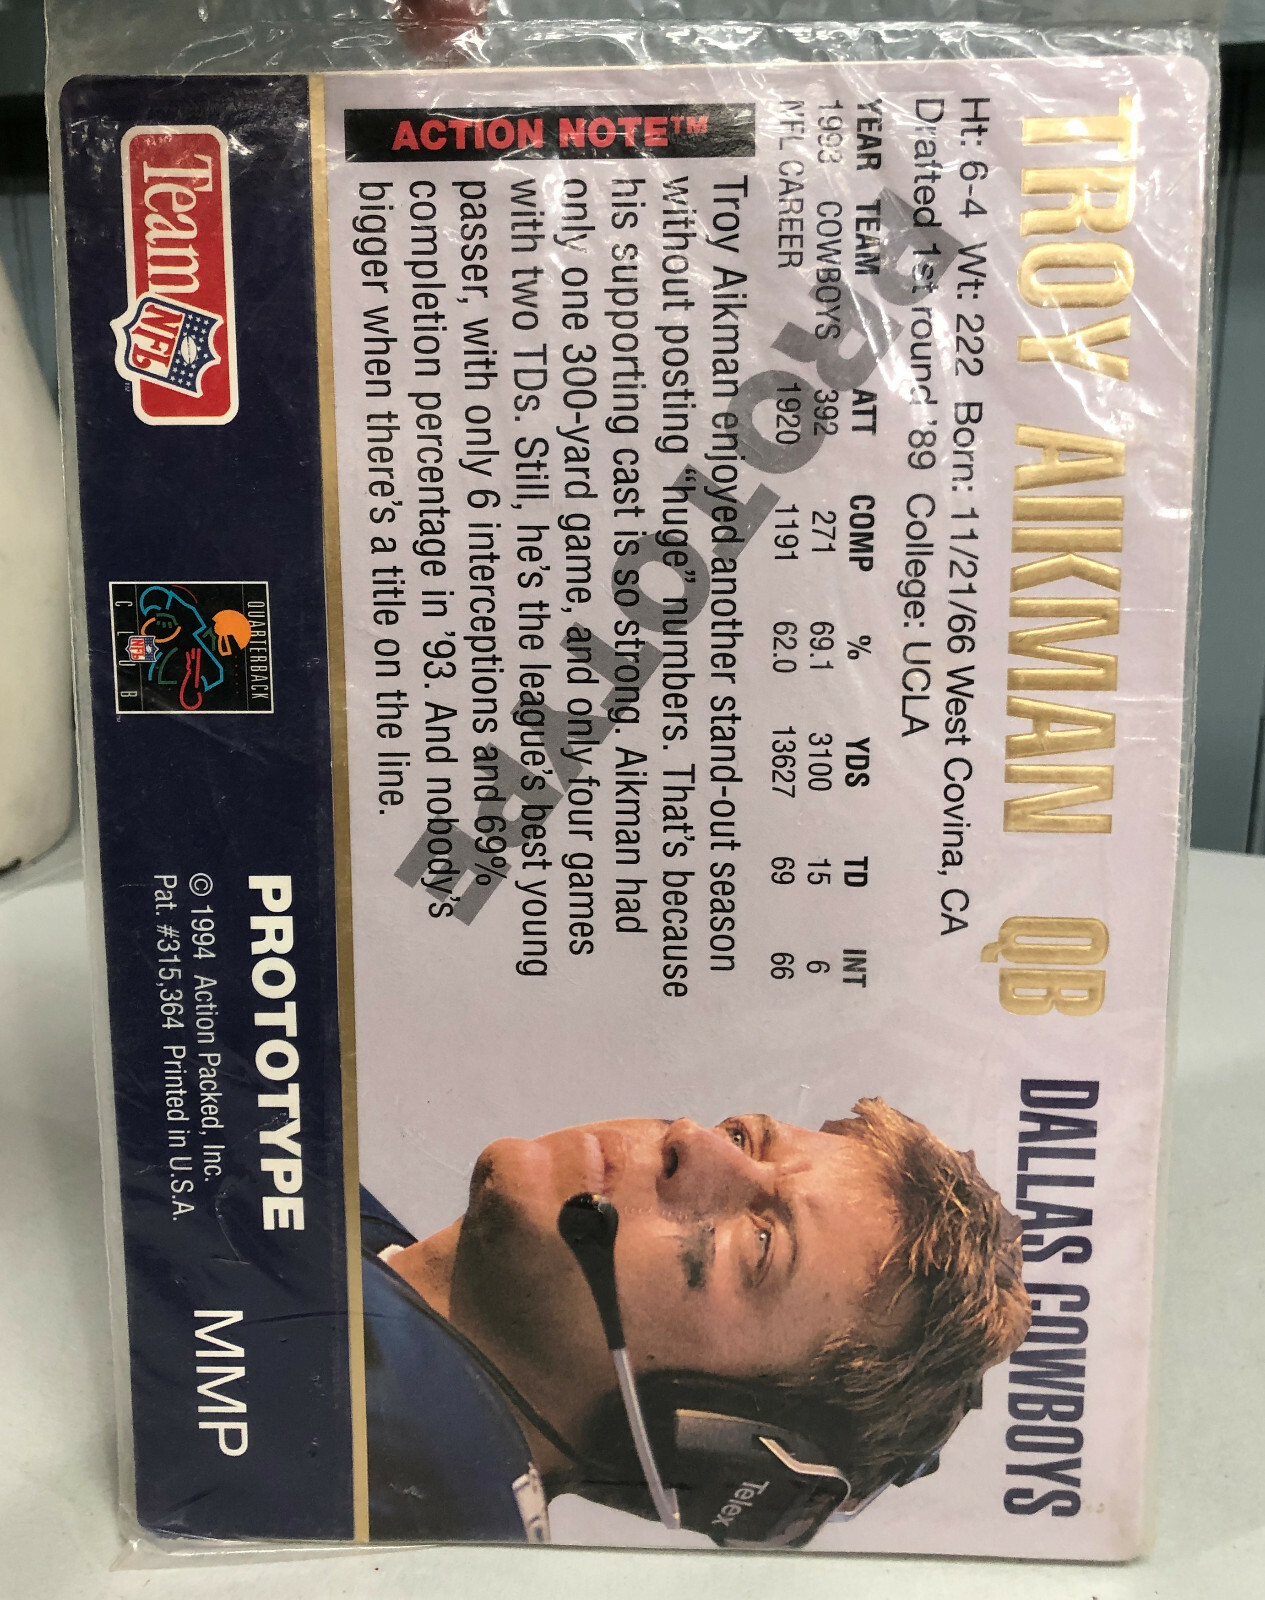 TROY AIKMAN QB DALLAS COWBOYS
Ht: 6-4 Wt: 222 Born: 11/21/66 West Covina, CA
Drafted 1st round '89 College: UCLA
YEAR TEAM ATT COMP % YDS TD INT
1993 COWBOYS 392 271 69.1 3100 15 6
NFL CAREER 1920 1191 62.0 13627 69 66
ACTION NOTE™
Troy Aikman enjoyed another stand-out season
without posting "huge" numbers. That's because
his supporting cast is so strong. Aikman had
only one 300-yard game, and only four games
with two TDs. Still, he's the league's best young
passer, with only 6 interceptions and 69%
completion percentage in '93. And nobody's
bigger when there's a title on the line.
PROTOTYPE
Telex
Team NFL
QUARTERBACK
CLUB
NFL
PROTOTYPE
© 1994 Action Packed, Inc.
Pat. #315,364 Printed in U.S.A.
MMP